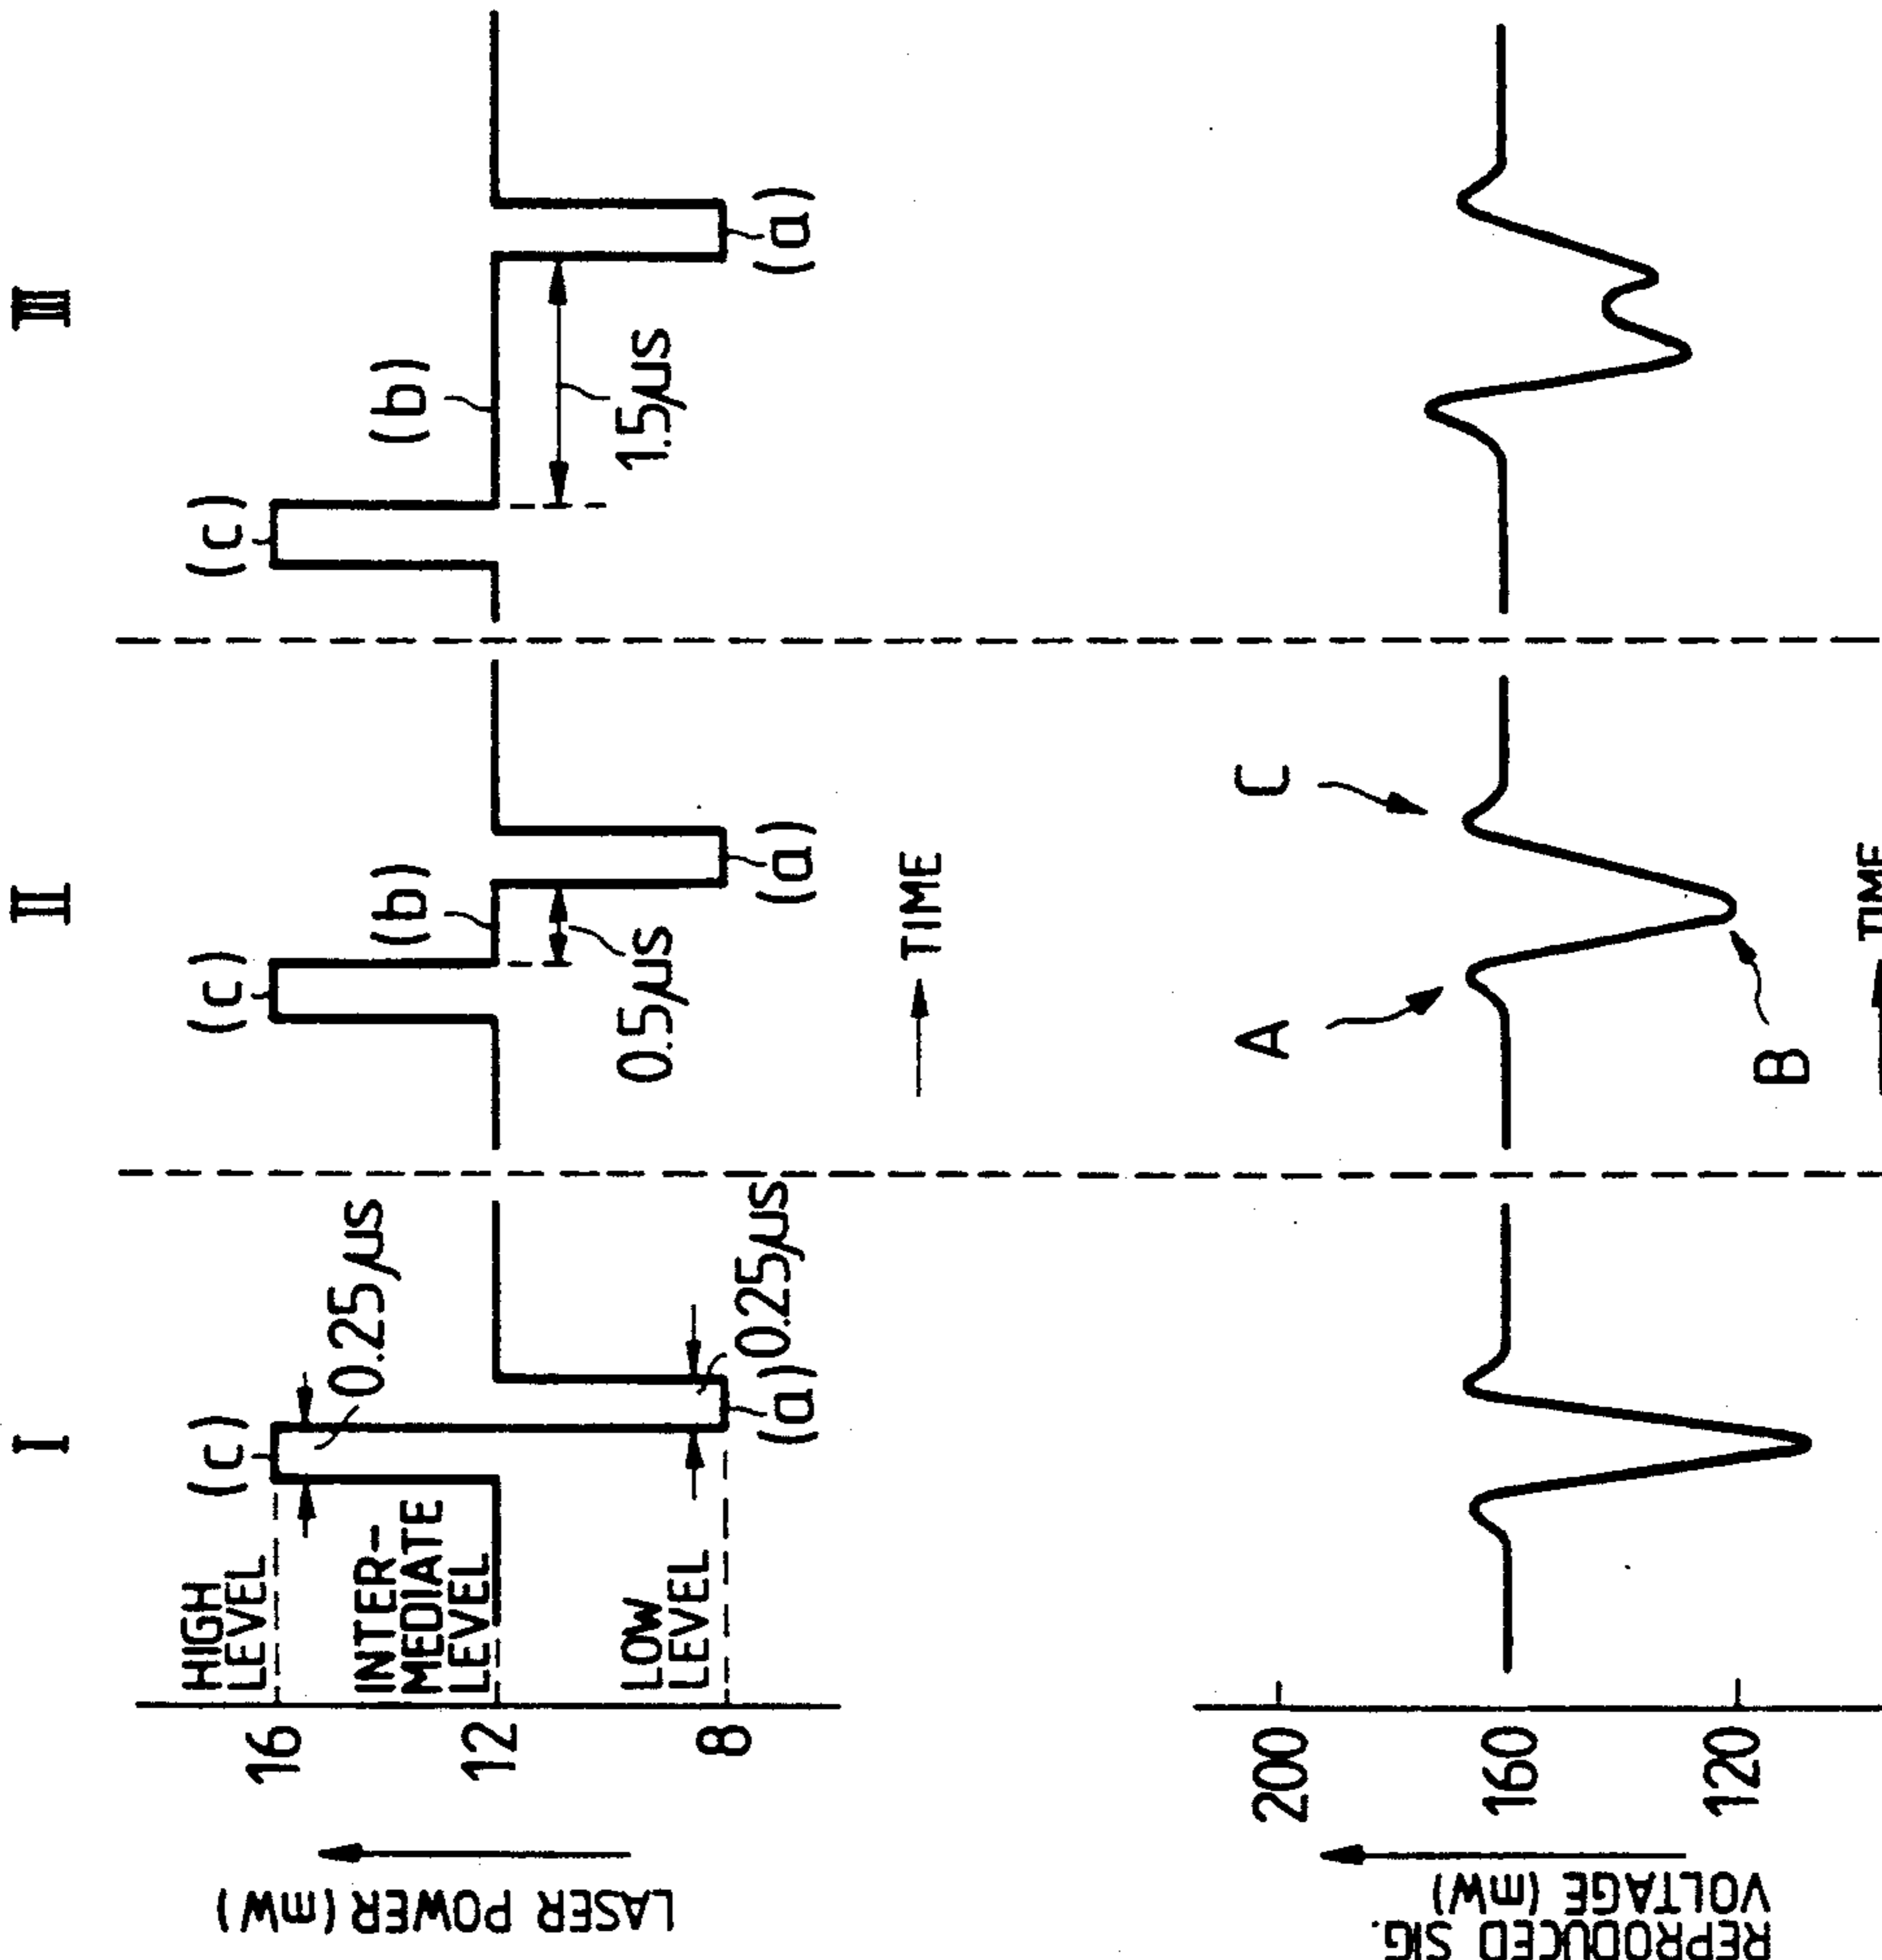 I
II
III
HIGH
LEVEL
INTER-
MEDIATE
LEVEL
LOW
LEVEL
16
12
8
LASER POWER (mW)
(c)
0.25μs
0.25μs
(a)
(c)
(b)
0.5μs
(a)
(c)
(b)
1.5μs
(a)
TIME
200
160
120
REPRODUCED SIG.
VOLTAGE (mW)
A
B
C
TIME